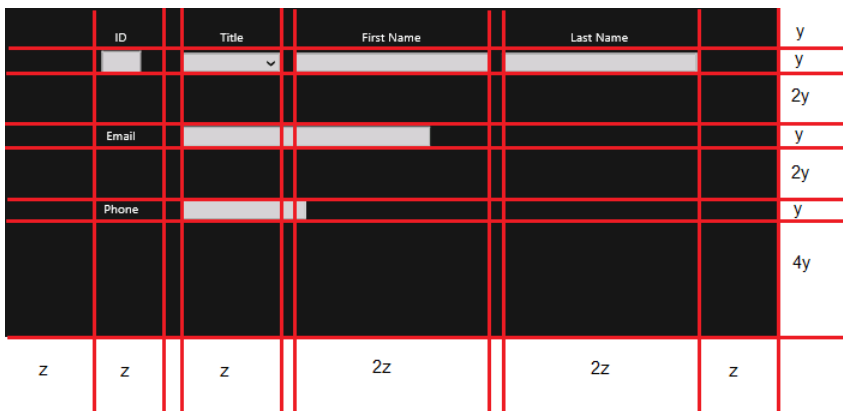 ID Title First Name Last Name y
y
2y
Email y
2y
Phone y
4y
z z z 2z 2z z